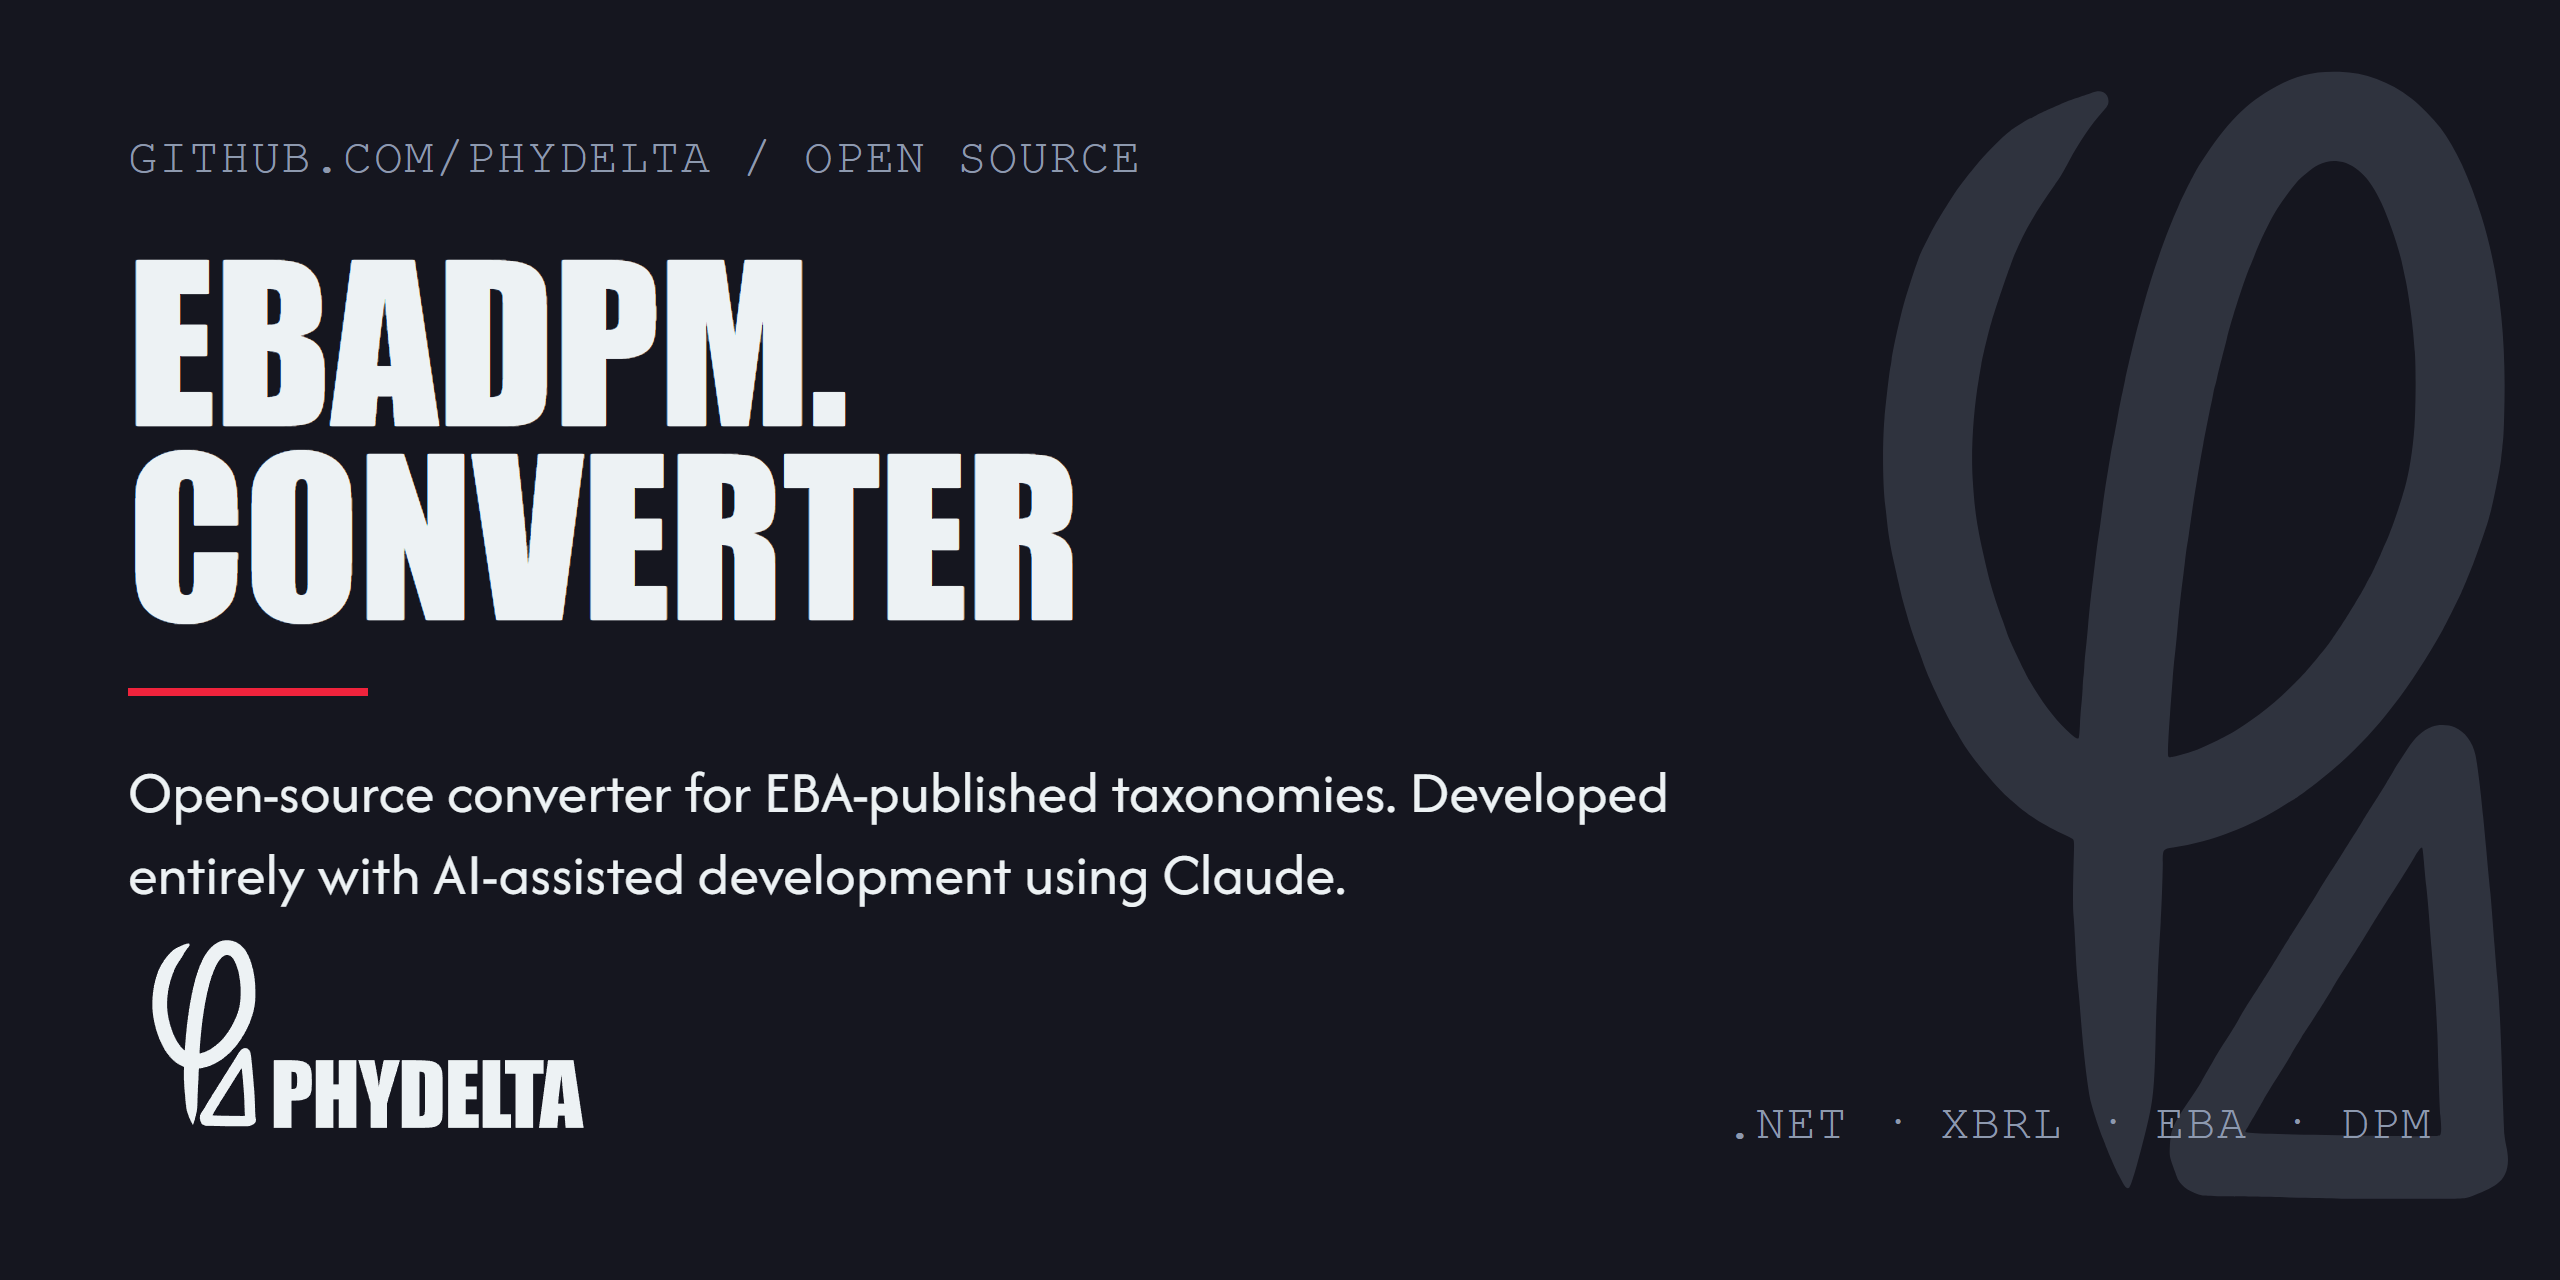 GITHUB.COM/PHYDELTA / OPEN SOURCE
EBADPM.
CONVERTER
Open-source converter for EBA-published taxonomies. Developed
entirely with AI-assisted development using Claude.
PHYDELTA
.NET · XBRL · EBA · DPM